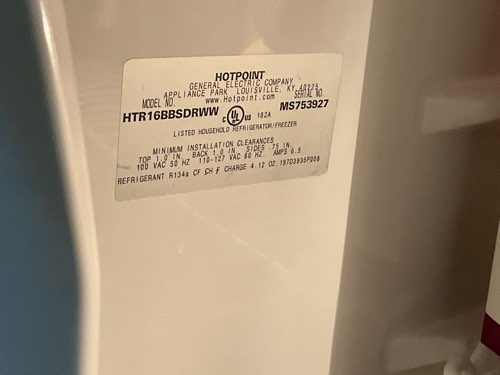 HOTPOINT
GENERAL ELECTRIC COMPANY
APPLIANCE PARK LOUISVILLE, KY 40225
MODEL NO. www.Hotpoint.com SERIAL NO.
HTR16BBSDRWW C UL US 182A MS753927
LISTED HOUSEHOLD REFRIGERATOR/FREEZER
MINIMUM INSTALLATION CLEARANCES
TOP 1.0 IN. BACK 1.0 IN. SIDES .75 IN.
100 VAC 50 HZ 110-127 VAC 60 HZ AMPS 6.5
REFRIGERANT R134a CF CH F CHARGE 4.12 OZ. 197D3935P006